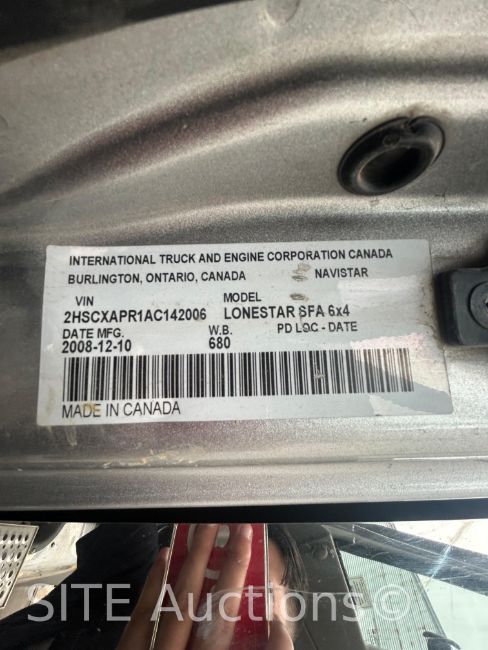 INTERNATIONAL TRUCK AND ENGINE CORPORATION CANADA
BURLINGTON, ONTARIO, CANADA NAVISTAR
VIN MODEL
2HSCXAPR1AC142006 LONESTAR SFA 6x4
DATE MFG. W.B. PD LOC - DATE
2008-12-10 680
MADE IN CANADA
SITE Auctions©